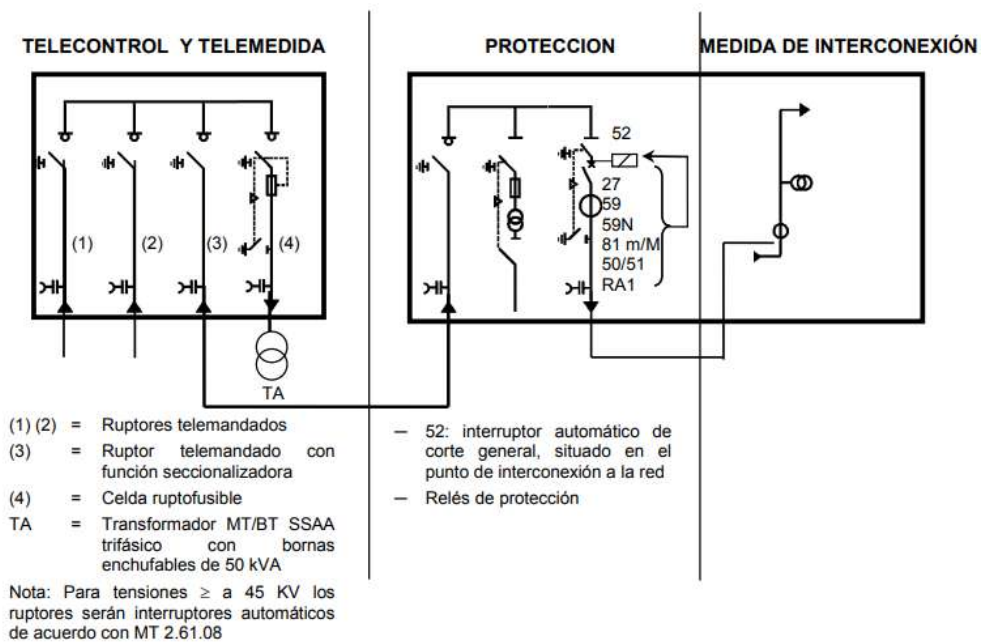 TELECONTROL Y TELEMEDIDA
PROTECCION
MEDIDA DE INTERCONEXIÓN
52
27
59
59N
81 m/M
50/51
RA1
(1)
(2)
(3)
(4)
TA
(1) (2) = Ruptores telemandados
(3) = Ruptor telemandado con
función seccionalizadora
(4) = Celda ruptofusible
TA = Transformador MT/BT SSAA
trifásico con bornas
enchufables de 50 kVA
Nota: Para tensiones ≥ a 45 KV los
ruptores serán interruptores automáticos
de acuerdo con MT 2.61.08
– 52: interruptor automático de
corte general, situado en el
punto de interconexión a la red
– Relés de protección